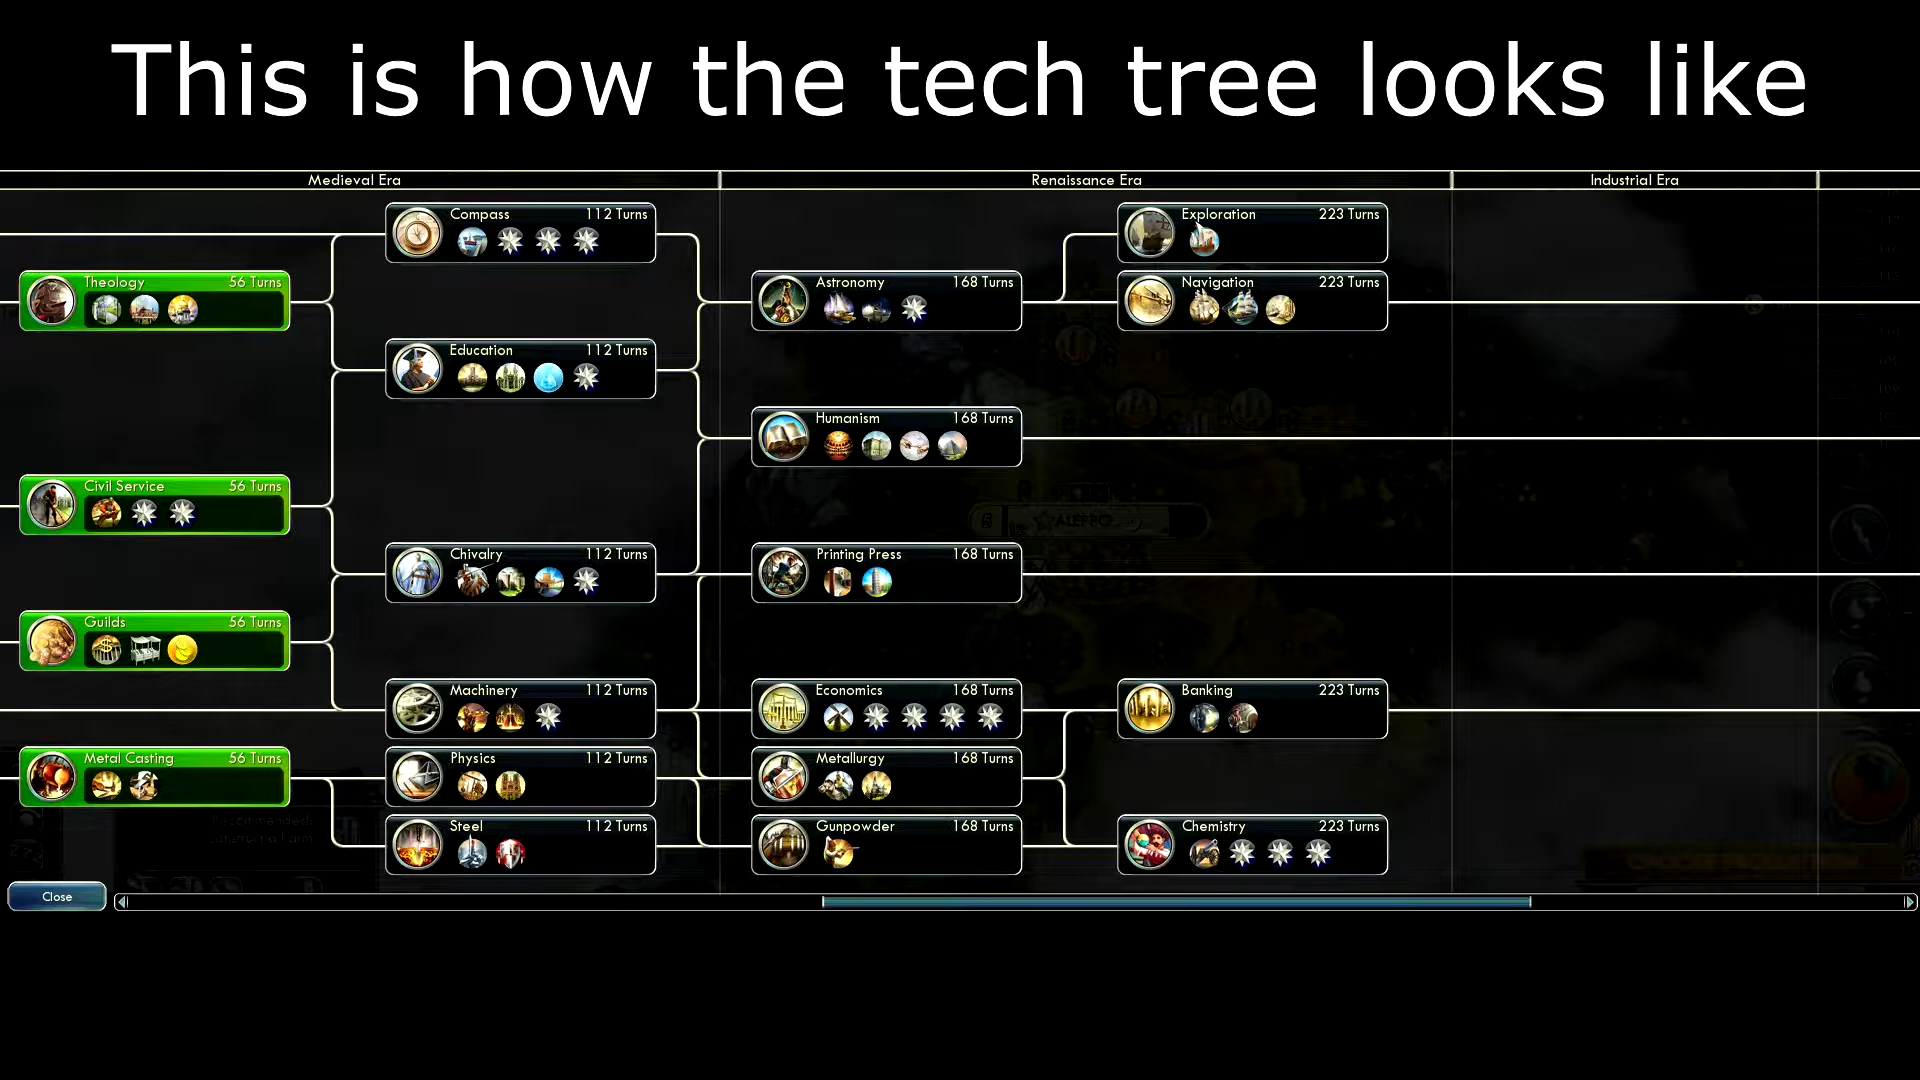 This is how the tech tree looks like
Medieval Era
Renaissance Era
Industrial Era
Compass 112 Turns
Exploration 223 Turns
Theology 56 Turns
Astronomy 168 Turns
Navigation 223 Turns
Education 112 Turns
Humanism 168 Turns
Civil Service 56 Turns
ALEPPO
Chivalry 112 Turns
Printing Press 168 Turns
Guilds 56 Turns
Machinery 112 Turns
Economics 168 Turns
Banking 223 Turns
Metal Casting 56 Turns
Physics 112 Turns
Metallurgy 168 Turns
Recommended:
construct a Farm
Steel 112 Turns
Gunpowder 168 Turns
Chemistry 223 Turns
Close